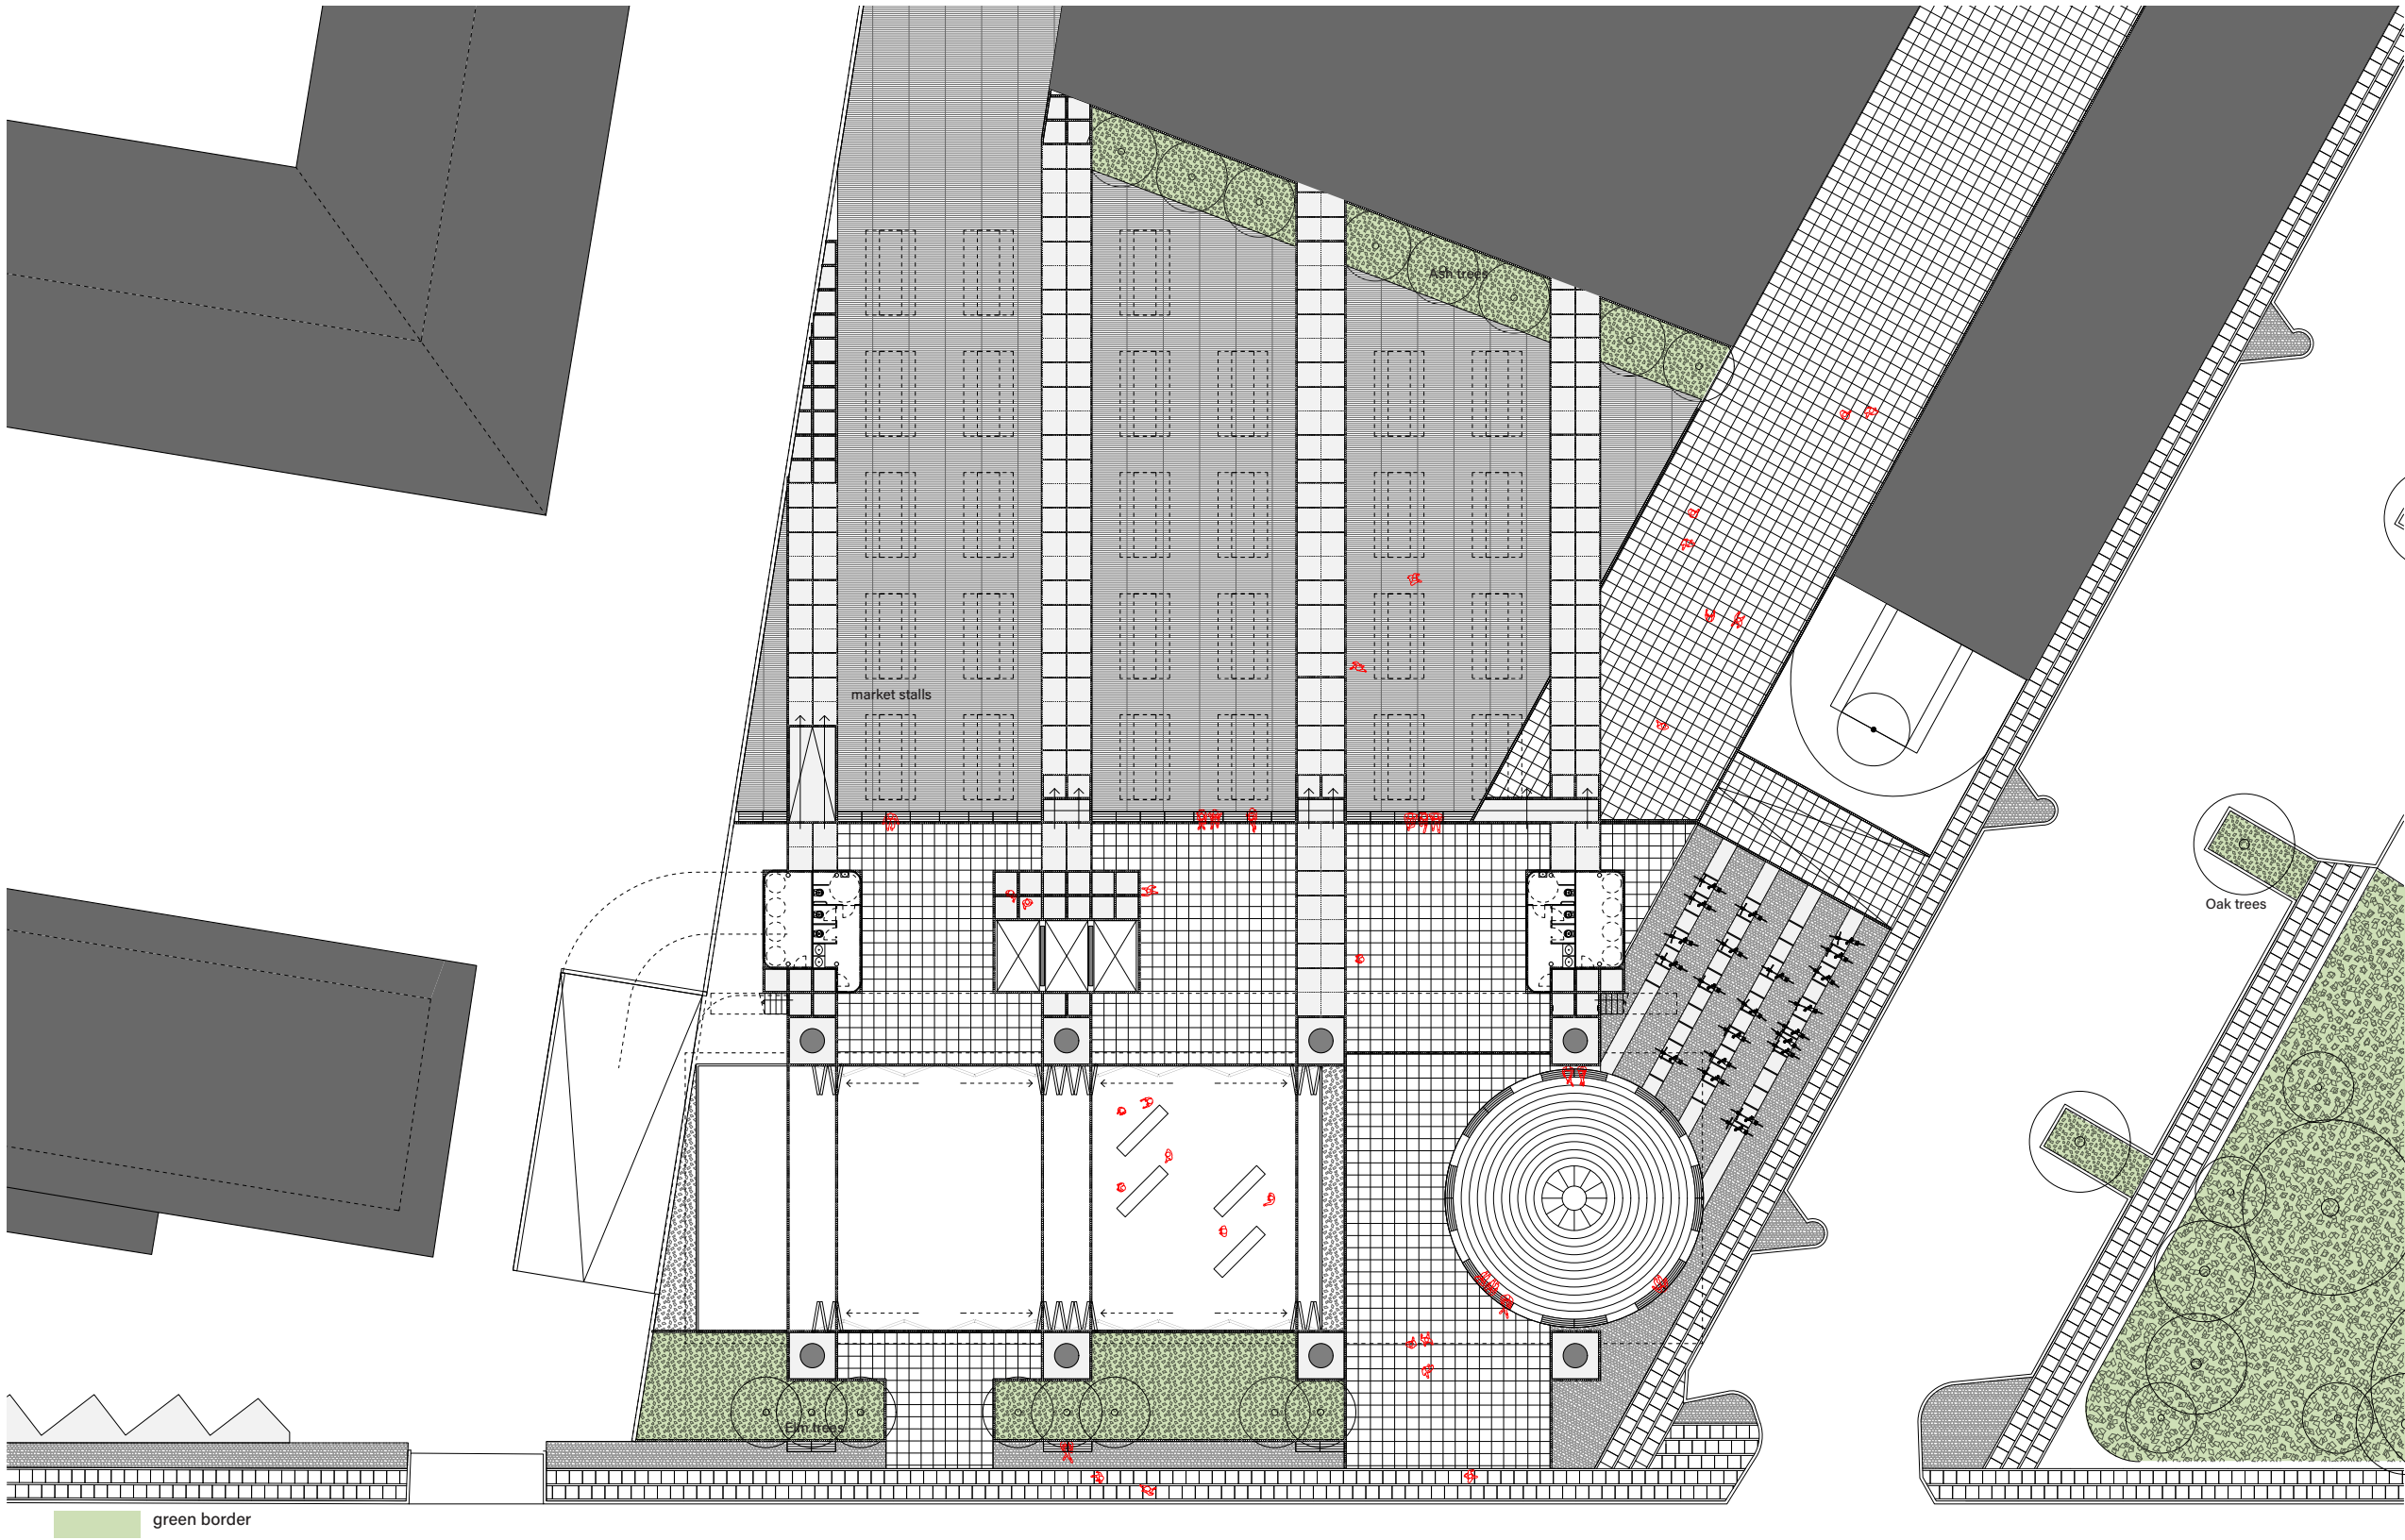 Ash trees
market stalls
Oak trees
Elm trees
green border